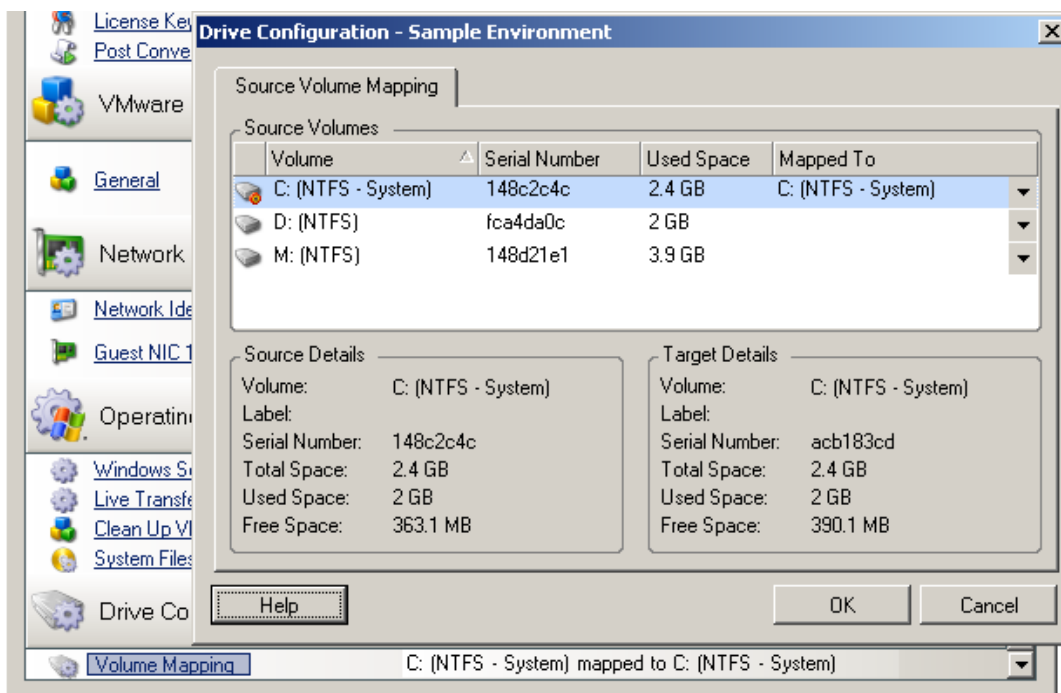 License Key
Post Conve
VMware
General
Network
Network Ide
Guest NIC 1
Operatin
Windows Se
Live Transfe
Clean Up VM
System Files
Drive Co
Volume Mapping
C: (NTFS - System) mapped to C: (NTFS - System)
Drive Configuration - Sample Environment
Source Volume Mapping
Source Volumes
Volume Serial Number Used Space Mapped To
C: (NTFS - System) 148c2c4c 2.4 GB C: (NTFS - System)
D: (NTFS) fca4da0c 2 GB
M: (NTFS) 148d21e1 3.9 GB
Source Details
Volume: C: (NTFS - System)
Label:
Serial Number: 148c2c4c
Total Space: 2.4 GB
Used Space: 2 GB
Free Space: 363.1 MB
Target Details
Volume: C: (NTFS - System)
Label:
Serial Number: acb183cd
Total Space: 2.4 GB
Used Space: 2 GB
Free Space: 390.1 MB
Help
OK
Cancel